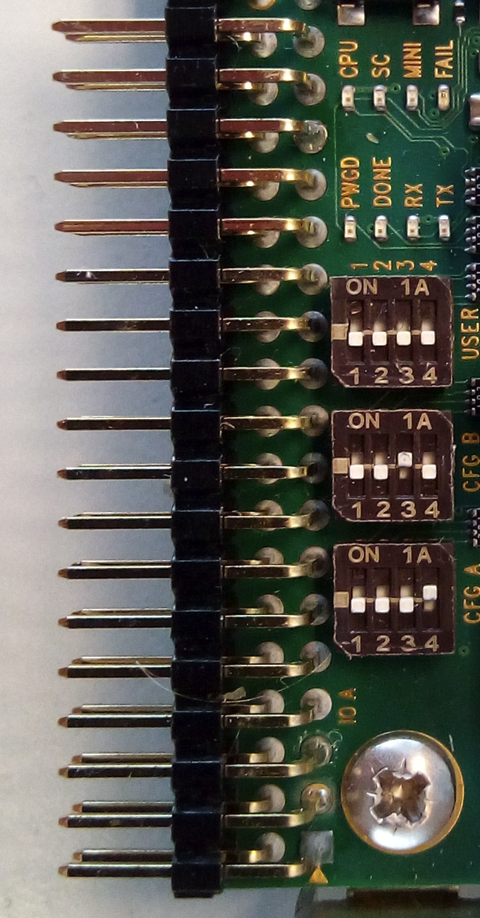 CPU
SC
MINI
FAIL
PWGD
DONE
RX
TX
1 2 3 4
ON 1A
1 2 3 4
USER
ON 1A
1 2 3 4
CFG B
ON 1A
1 2 3 4
CFG A
IO A